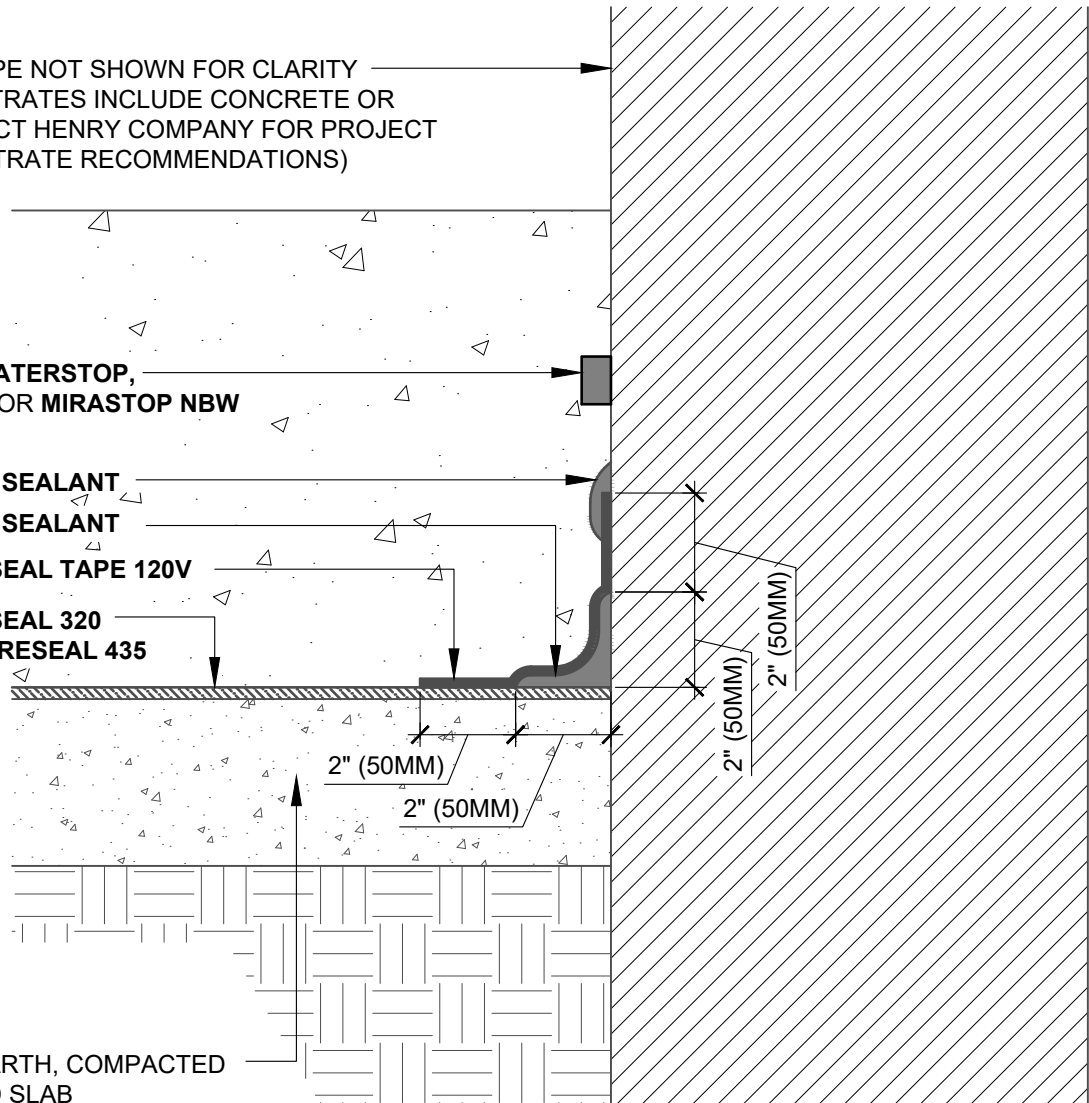 PE NOT SHOWN FOR CLARITY
TRATES INCLUDE CONCRETE OR
CT HENRY COMPANY FOR PROJECT
TRATE RECOMMENDATIONS)
ATERSTOP,
OR MIRASTOP NBW
SEALANT
SEALANT
SEAL TAPE 120V
SEAL 320
RESEAL 435
2" (50MM)
2" (50MM)
2" (50MM)
2" (50MM)
ARTH, COMPACTED
SLAB